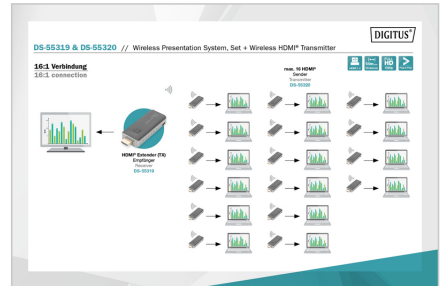 DIGITUS®
DS-55319 & DS-55320 // Wireless Presentation System, Set + Wireless HDMI® Transmitter
16:1 Verbindung
16:1 connection
max. 16 HDMI®
Sender
Transmitter
DS-55320
HDMI® Extender (TX)
Empfänger
Receiver
DS-55319